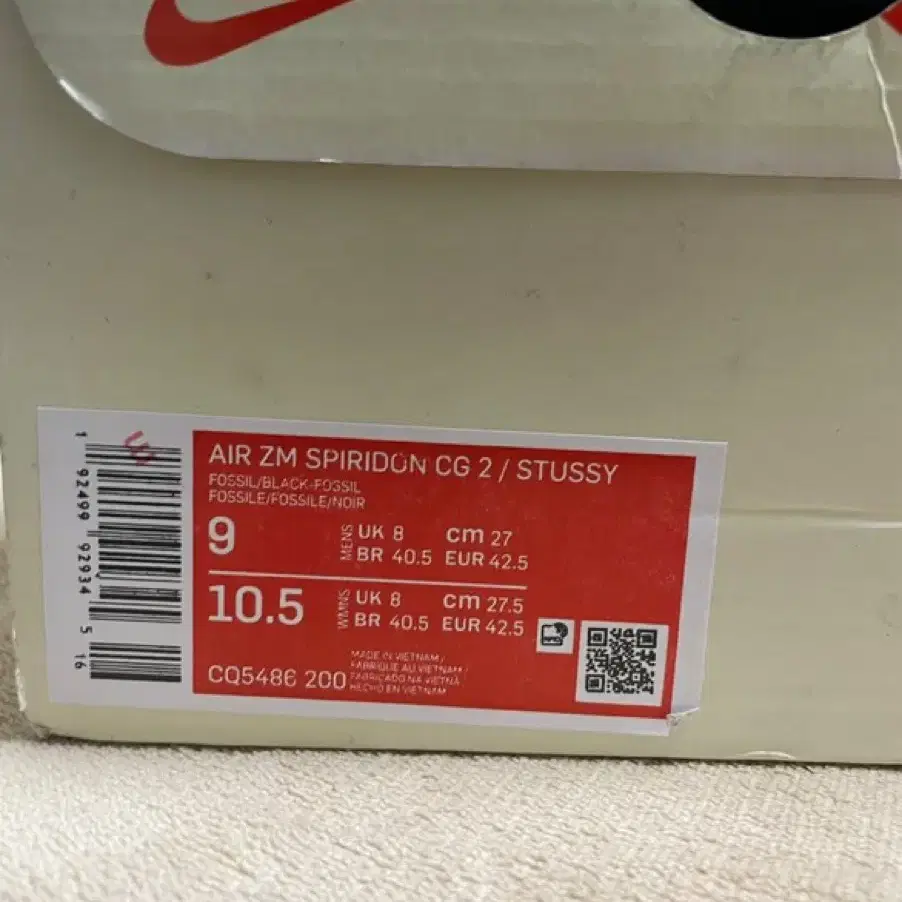 AIR ZM SPIRIDON CG 2 / STUSSY
FOSSIL/BLACK-FOSSIL
FOSSILE/FOSSILE/NOIR
9 MENS UK 8 cm 27
BR 40.5 EUR 42.5
10.5 WMNS UK 8 cm 27.5
BR 40.5 EUR 42.5
CQ5486 200
MADE IN VIETNAM /
FABRIQUE AU VIETNAM /
FABRICADO NA VIETNÃ
HECHO EN VIETNAM
1 92499 92934 5 16